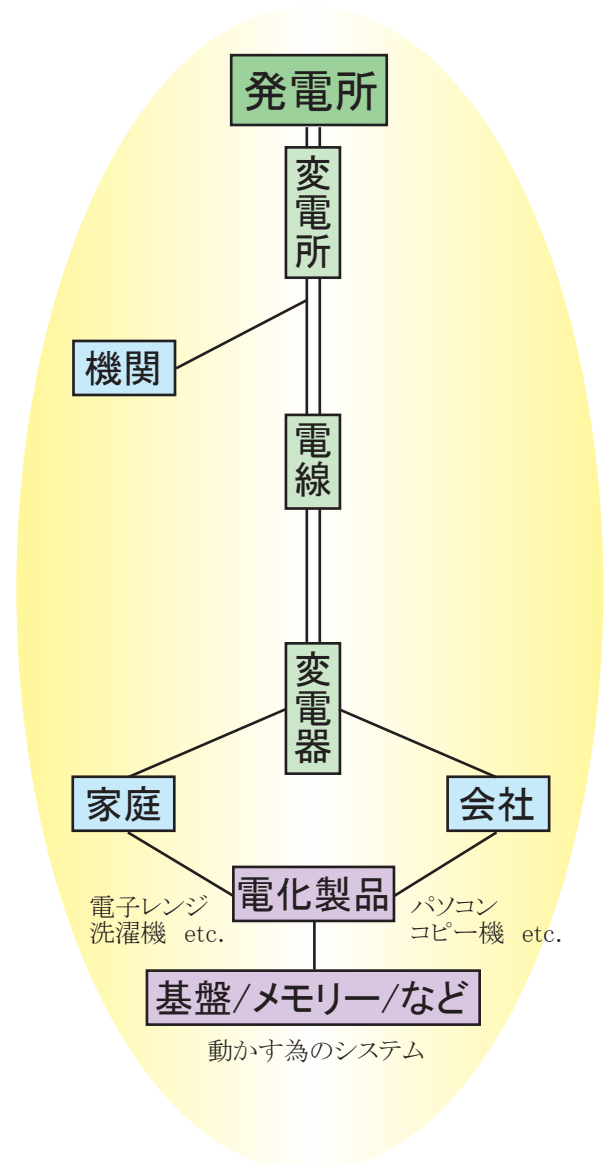 発電所
変電所
機関
電線
変電器
家庭
会社
電子レンジ
洗濯機 etc.
電化製品
パソコン
コピー機 etc.
基盤/メモリー/など
動かす為のシステム